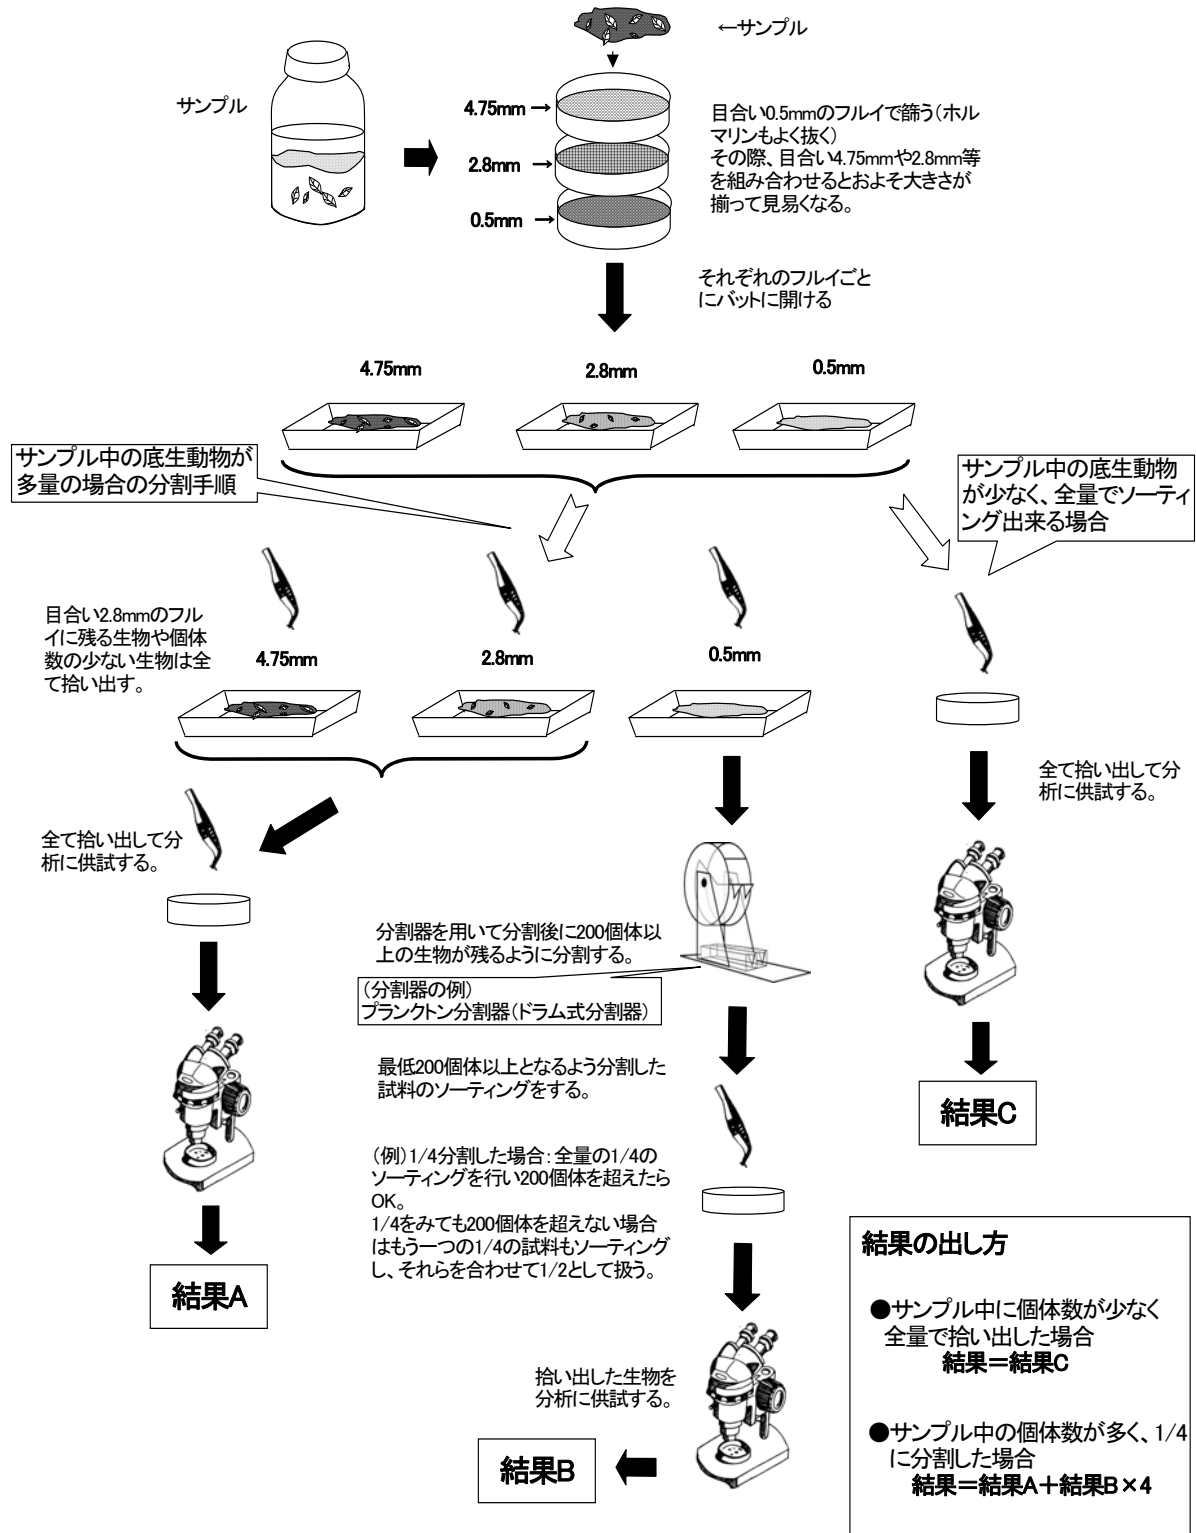 ←サンプル
サンプル
4.75mm →
2.8mm →
0.5mm →
目合い0.5mmのフルイで篩う(ホル
マリンもよく抜く)
その際、目合い4.75mmや2.8mm等
を組み合わせるとおよそ大きさが
揃って見易くなる。
それぞれのフルイごと
にバットに開ける
4.75mm
2.8mm
0.5mm
サンプル中の底生動物が
多量の場合の分割手順
サンプル中の底生動物
が少なく、全量でソーティ
ング出来る場合
目合い2.8mmのフル
イに残る生物や個体
数の少ない生物は全
て拾い出す。
4.75mm
2.8mm
0.5mm
全て拾い出して分
析に供試する。
全て拾い出して分
析に供試する。
分割器を用いて分割後に200個体以
上の生物が残るように分割する。
(分割器の例)
プランクトン分割器(ドラム式分割器)
最低200個体以上となるよう分割した
試料のソーティングをする。
(例)1/4分割した場合:全量の1/4の
ソーティングを行い200個体を超えたら
OK。
1/4をみても200個体を超えない場合
はもう一つの1/4の試料もソーティング
し、それらを合わせて1/2として扱う。
結果C
結果A
拾い出した生物を
分析に供試する。
結果B
結果の出し方
●サンプル中に個体数が少なく
全量で拾い出した場合
結果=結果C
●サンプル中の個体数が多く、1/4
に分割した場合
結果=結果A+結果B×4